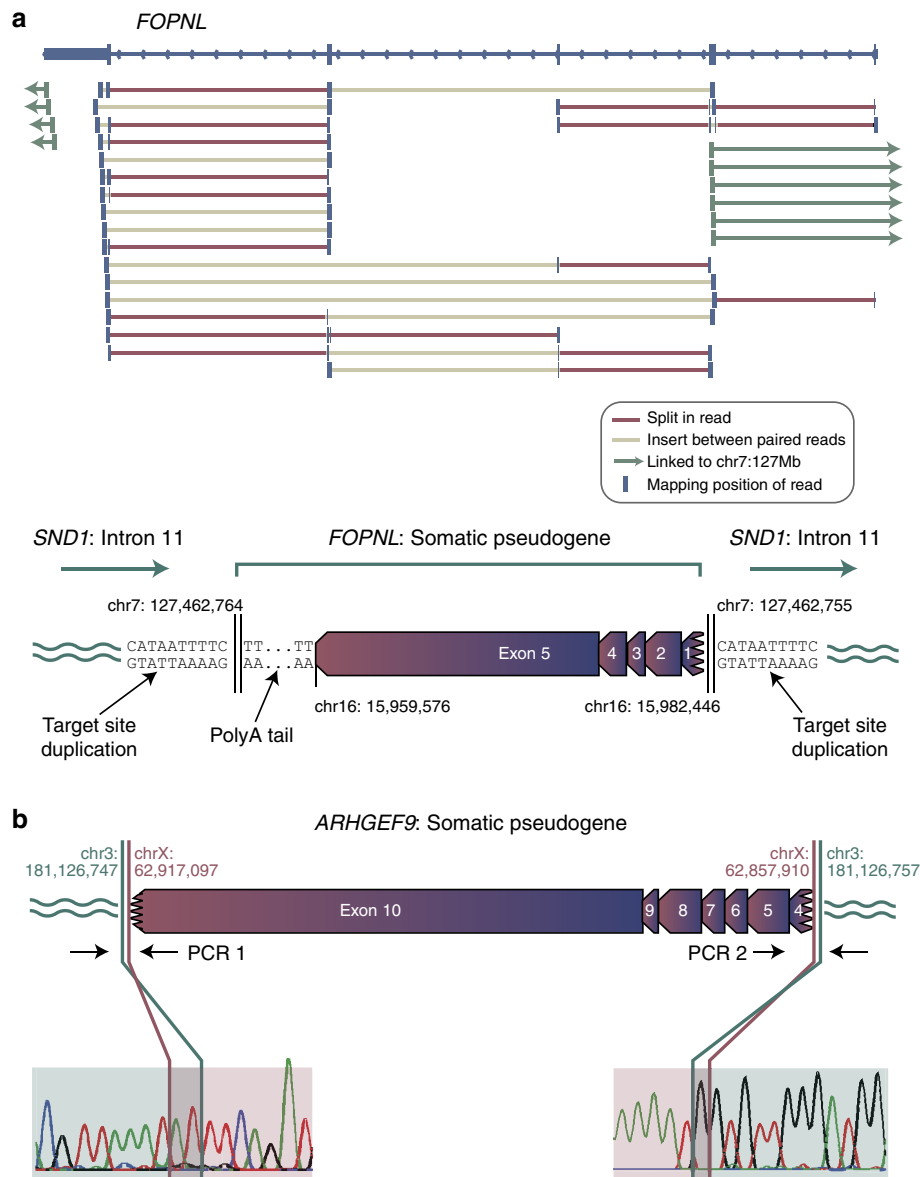 a
FOPNL
Split in read
Insert between paired reads
Linked to chr7:127Mb
Mapping position of read
SND1: Intron 11
FOPNL: Somatic pseudogene
SND1: Intron 11
chr7: 127,462,764
chr7: 127,462,755
CATAATTTTC TT...TT
GTATTAAAAG AA...AA
Exon 5
4
3
2
1
CATAATTTTC
GTATTAAAAG
chr16: 15,959,576
chr16: 15,982,446
Target site
duplication
PolyA tail
Target site
duplication
b
ARHGEF9: Somatic pseudogene
chr3:
181,126,747
chrX:
62,917,097
chrX:
62,857,910
chr3:
181,126,757
Exon 10
9
8
7
6
5
4
PCR 1
PCR 2